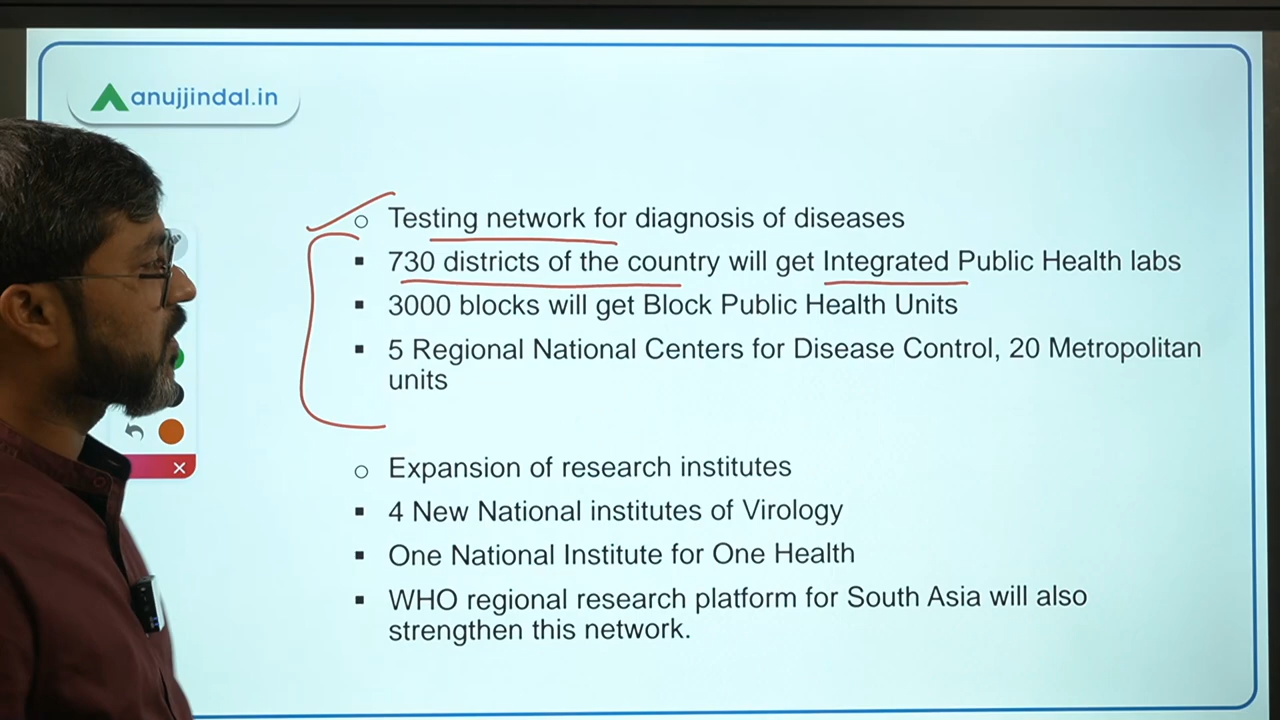 anujjindal.in
Testing network for diagnosis of diseases
730 districts of the country will get Integrated Public Health labs
3000 blocks will get Block Public Health Units
5 Regional National Centers for Disease Control, 20 Metropolitan
units
Expansion of research institutes
4 New National institutes of Virology
One National Institute for One Health
WHO regional research platform for South Asia will also
strengthen this network.